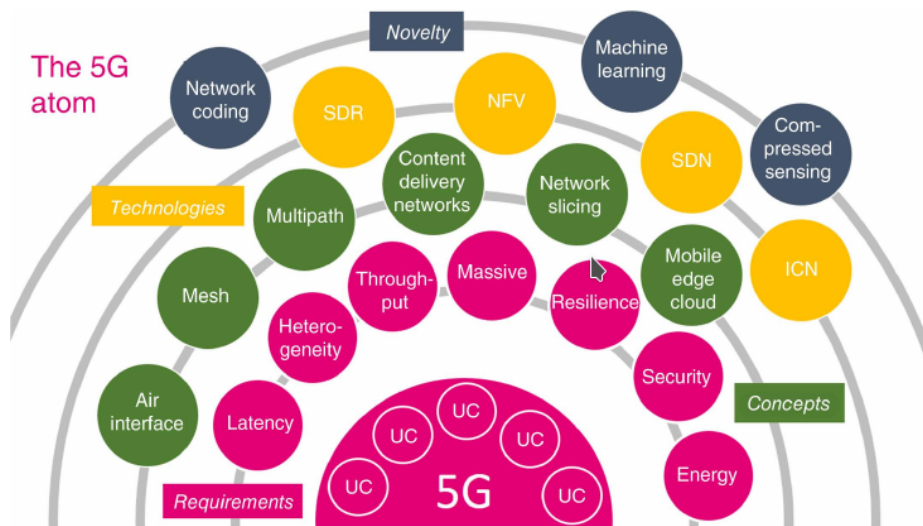 The 5G
atom
Novelty
Network
coding
Machine
learning
Com-
pressed
sensing
Technologies
SDR
NFV
SDN
ICN
Air
interface
Mesh
Multipath
Content
delivery
networks
Network
slicing
Mobile
edge
cloud
Concepts
Latency
Hetero-
geneity
Through-
put
Massive
Resilience
Security
Energy
Requirements
UC
UC
UC
UC
UC
5G